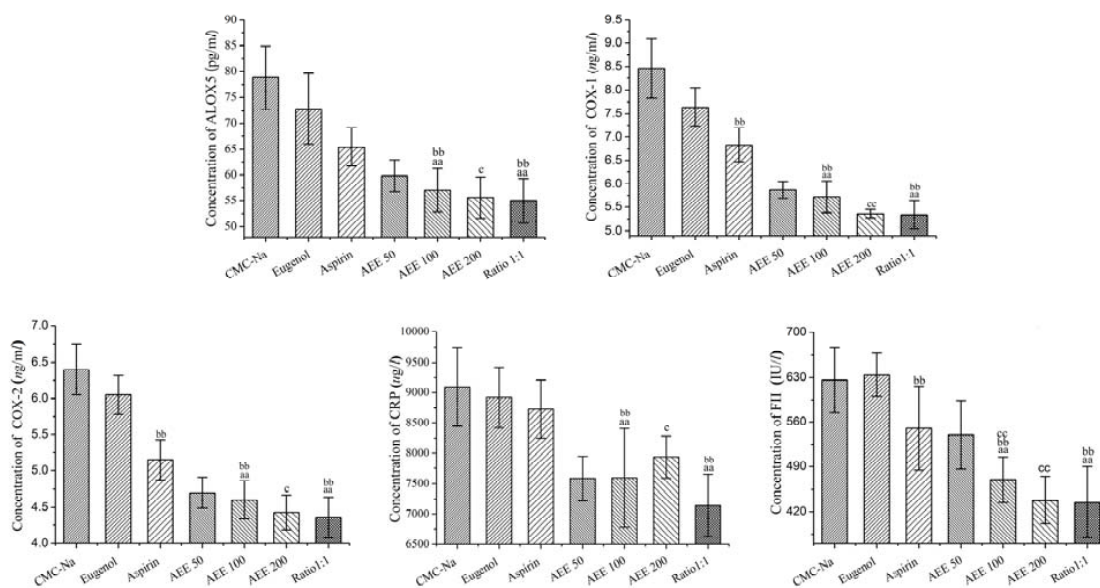 Concentration of ALOX5 (pg/ml)
90
85
80
75
70
65
60
55
50
bb
aa
c
bb
aa
CMC-Na
Eugenol
Aspirin
AEE 50
AEE 100
AEE 200
Ratio 1:1
Concentration of COX-1 (ng/ml)
9.5
9.0
8.5
8.0
7.5
7.0
6.5
6.0
5.5
5.0
bb
bb
aa
cc
bb
aa
CMC-Na
Eugenol
Aspirin
AEE 50
AEE 100
AEE 200
Ratio1:1
Concentration of COX-2 (ng/ml)
7.0
6.5
6.0
5.5
5.0
4.5
4.0
bb
bb
aa
c
bb
aa
CMC-Na
Eugenol
Aspirin
AEE 50
AEE 100
AEE 200
Ratio1:1
Concentration of CRP (ng/l)
10000
9500
9000
8500
8000
7500
7000
6500
bb
aa
c
bb
aa
CMC-Na
Eugenol
Aspirin
AEE 50
AEE 100
AEE 200
Ratio1:1
Concentration of FII (IU/l)
700
630
560
490
420
bb
cc
bb
aa
cc
bb
aa
CMC-Na
Eugenol
Aspirin
AEE 50
AEE 100
AEE 200
Ratio1:1